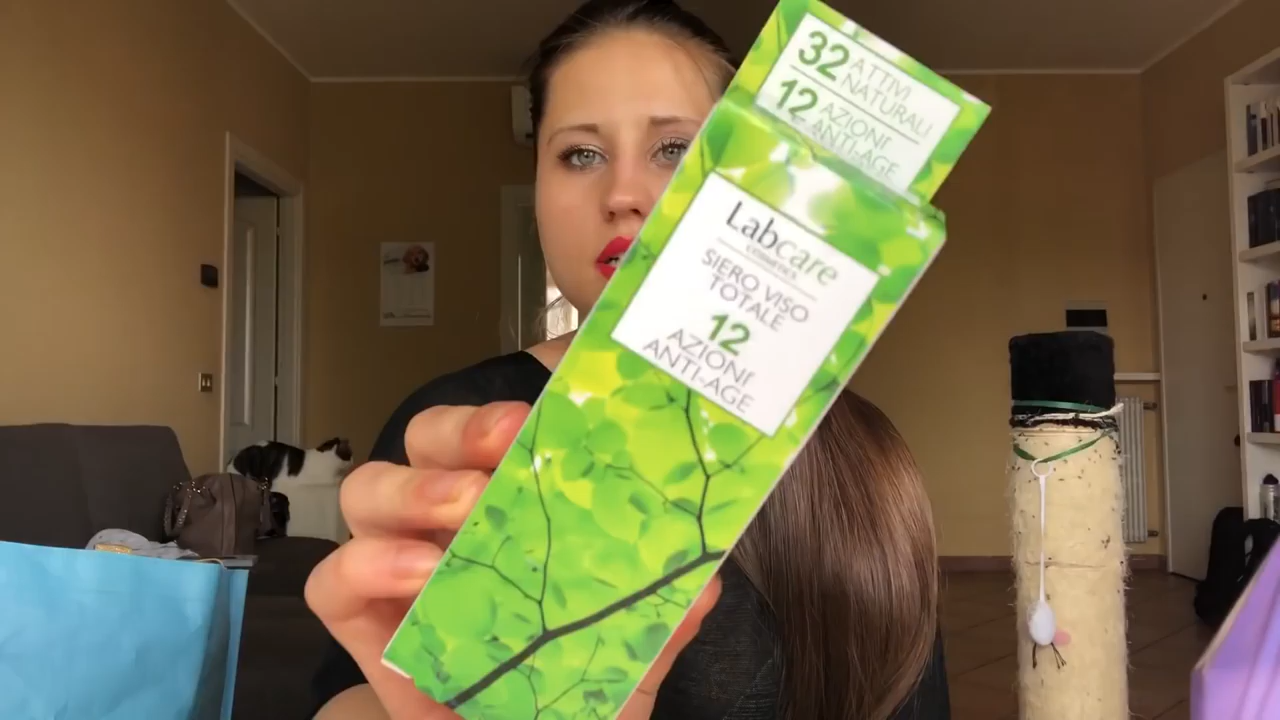 32 ATTIVI
NATURALI
12 AZIONI
ANTI-AGE
Labcare
COSMETICS
SIERO VISO
TOTALE
12
AZIONI
ANTI-AGE